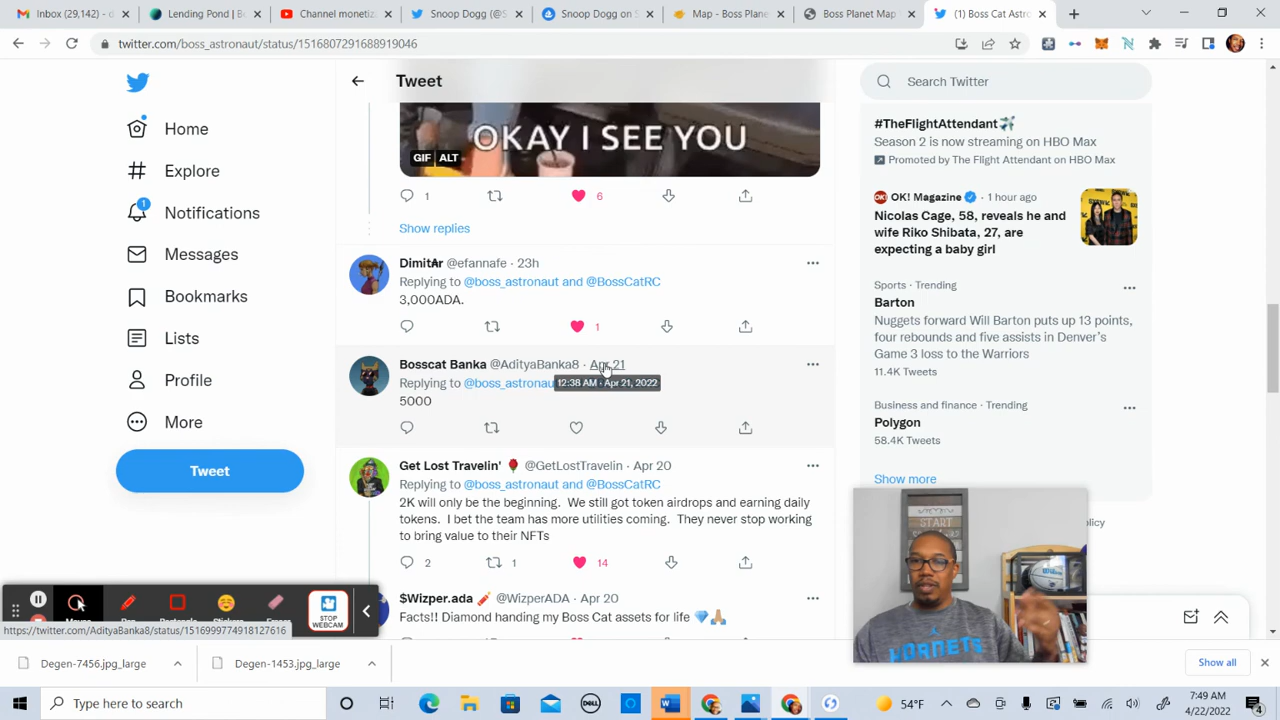 Inbox (29,142) - d
Lending Pond | Bo
Channel monetiza
Snoop Dogg (@S
Snoop Dogg on S
Map - Boss Plane
Boss Planet Map
(1) Boss Cat Astro
twitter.com/boss_astronaut/status/1516807291688919046
Tweet
Search Twitter
Home
Explore
Notifications
1
Messages
Bookmarks
Lists
Profile
More
Tweet
OKAY I SEE YOU
GIF ALT
1
6
Show replies
DimitAr @efannafe · 23h
Replying to @boss_astronaut and @BossCatRC
3,000ADA.
1
Bosscat Banka @AdityaBanka8 · Apr 21
12:38 AM · Apr 21, 2022
Replying to @boss_astronau
5000
Get Lost Travelin' @GetLostTravelin · Apr 20
Replying to @boss_astronaut and @BossCatRC
2K will only be the beginning. We still got token airdrops and earning daily
tokens. I bet the team has more utilities coming. They never stop working
to bring value to their NFTs
2
1
14
$Wizper.ada @WizperADA · Apr 20
Facts!! Diamond handing my Boss Cat assets for life
#TheFlightAttendant
Season 2 is now streaming on HBO Max
Promoted by The Flight Attendant on HBO Max
OK! Magazine · 1 hour ago
Nicolas Cage, 58, reveals he and
wife Riko Shibata, 27, are
expecting a baby girl
Sports · Trending
Barton
Nuggets forward Will Barton puts up 13 points,
four rebounds and five assists in Denver's
Game 3 loss to the Warriors
11.4K Tweets
Business and finance · Trending
Polygon
58.4K Tweets
Show more
olicy
START
HORNETS
STOP
WEBCAM
https://twitter.com/AdityaBanka8/status/1516999774918127616
Degen-7456.jpg_large
Degen-1453.jpg_large
Show all
Type here to search
DELL
54°F
7:49 AM
4/22/2022
4